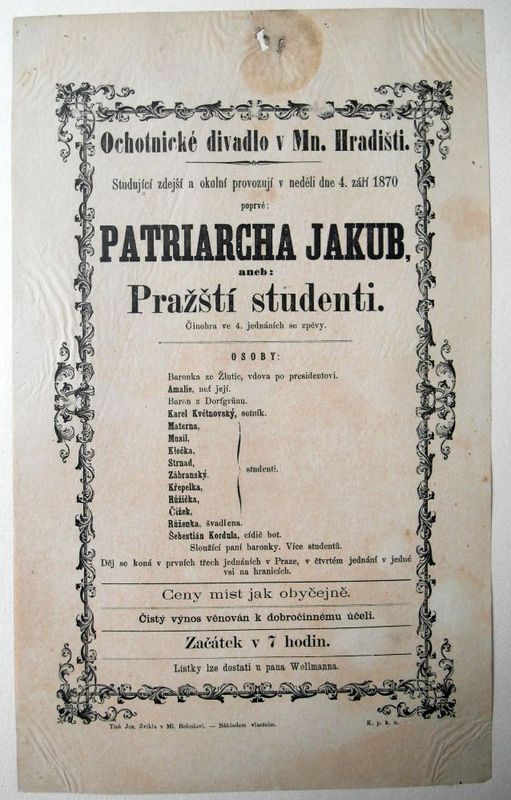 Ochotnické divadlo v Mn. Hradišti.
Studující zdejší a okolní provozují v neděli dne 4. září 1870
poprvé:
PATRIARCHA JAKUB,
aneb:
Pražští studenti.
Činohra ve 4. jednáních se zpěvy.
OSOBY:
Baronka ze Žlutic, vdova po presidentovi.
Amalie, neť její.
Baron z Dorfgrünu.
Karel Květnovský, setník.
Materna,
Musil,
Klečka,
Strnad,
Zábranský.
Křepelka,
Růžička,
Čížek,
studenti.
Růženka, švadlena.
Šebestián Kordula, cídič bot.
Sloužící paní baronky. Více studentů.
Děj se koná v prvních třech jednáních v Praze, v čtvrtém jednání v jedné
vsi na hranicích.
Ceny míst jak obyčejně.
Čistý výnos věnován k dobročinnému účeli.
Začátek v 7 hodin.
Lístky lze dostati u pana Wollmanna.
Tisk Jos. Zvikla v Ml. Boleslavi. — Nákladem vlastním.
K. p. k. n.